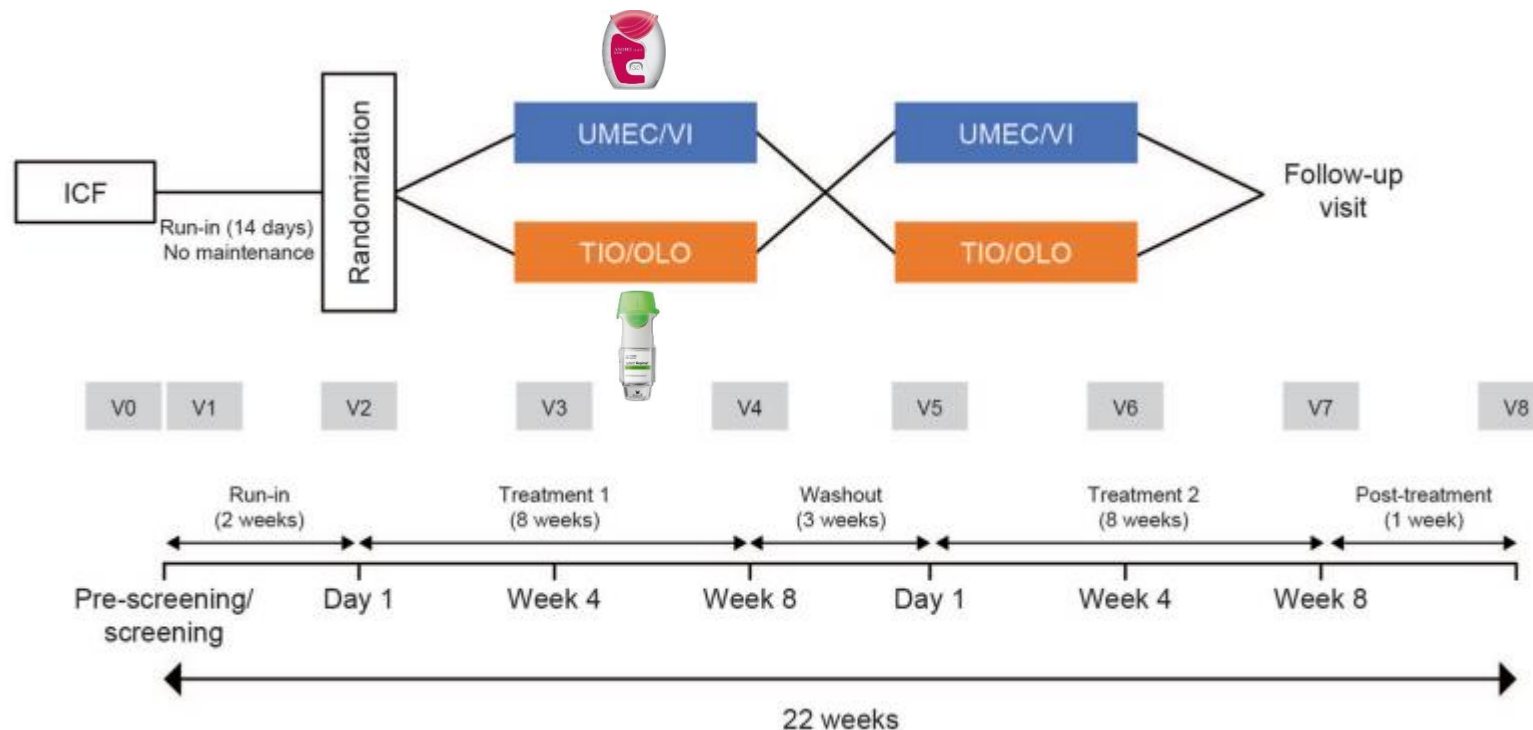 ICF
Run-in (14 days)
No maintenance
Randomization
UMEC/VI
UMEC/VI
TIO/OLO
TIO/OLO
Follow-up
visit
V0
V1
V2
V3
V4
V5
V6
V7
V8
Run-in
(2 weeks)
Treatment 1
(8 weeks)
Washout
(3 weeks)
Treatment 2
(8 weeks)
Post-treatment
(1 week)
Pre-screening/
screening
Day 1
Week 4
Week 8
Day 1
Week 4
Week 8
22 weeks